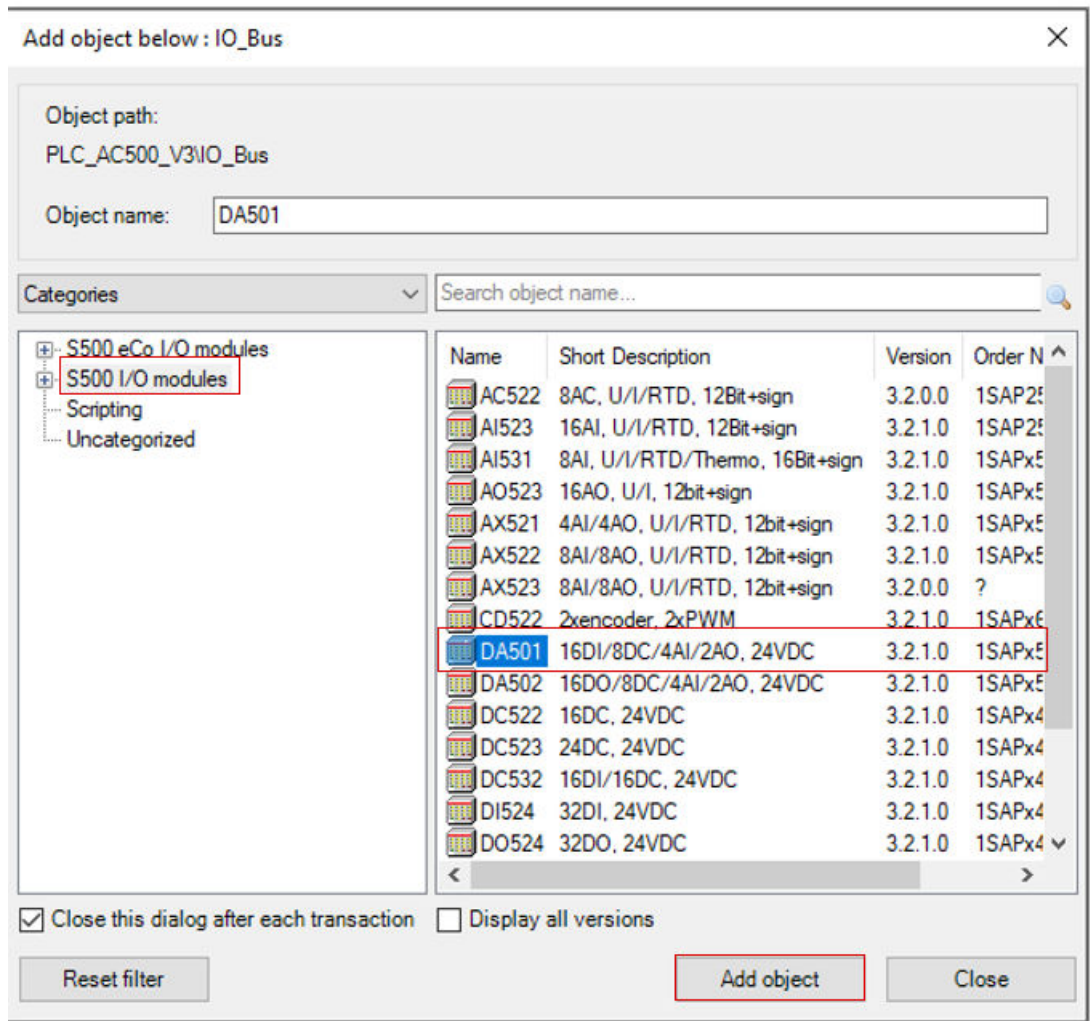 Add object below : IO_Bus
Object path:
PLC_AC500_V3\IO_Bus
Object name: DA501
Categories
Search object name...
S500 eCo I/O modules
S500 I/O modules
Scripting
Uncategorized
Name Short Description Version Order N
AC522 8AC, U/I/RTD, 12Bit+sign 3.2.0.0 1SAP25
AI523 16AI, U/I/RTD, 12Bit+sign 3.2.1.0 1SAP25
AI531 8AI, U/I/RTD/Thermo, 16Bit+sign 3.2.1.0 1SAPx5
AO523 16AO, U/I, 12bit+sign 3.2.1.0 1SAPx5
AX521 4AI/4AO, U/I/RTD, 12bit+sign 3.2.1.0 1SAPx5
AX522 8AI/8AO, U/I/RTD, 12bit+sign 3.2.1.0 1SAPx5
AX523 8AI/8AO, U/I/RTD, 12bit+sign 3.2.0.0 ?
CD522 2xencoder, 2xPWM 3.2.1.0 1SAPx6
DA501 16DI/8DC/4AI/2AO, 24VDC 3.2.1.0 1SAPx5
DA502 16DO/8DC/4AI/2AO, 24VDC 3.2.1.0 1SAPx5
DC522 16DC, 24VDC 3.2.1.0 1SAPx4
DC523 24DC, 24VDC 3.2.1.0 1SAPx4
DC532 16DI/16DC, 24VDC 3.2.1.0 1SAPx4
DI524 32DI, 24VDC 3.2.1.0 1SAPx4
DO524 32DO, 24VDC 3.2.1.0 1SAPx4
Close this dialog after each transaction Display all versions
Reset filter Add object Close